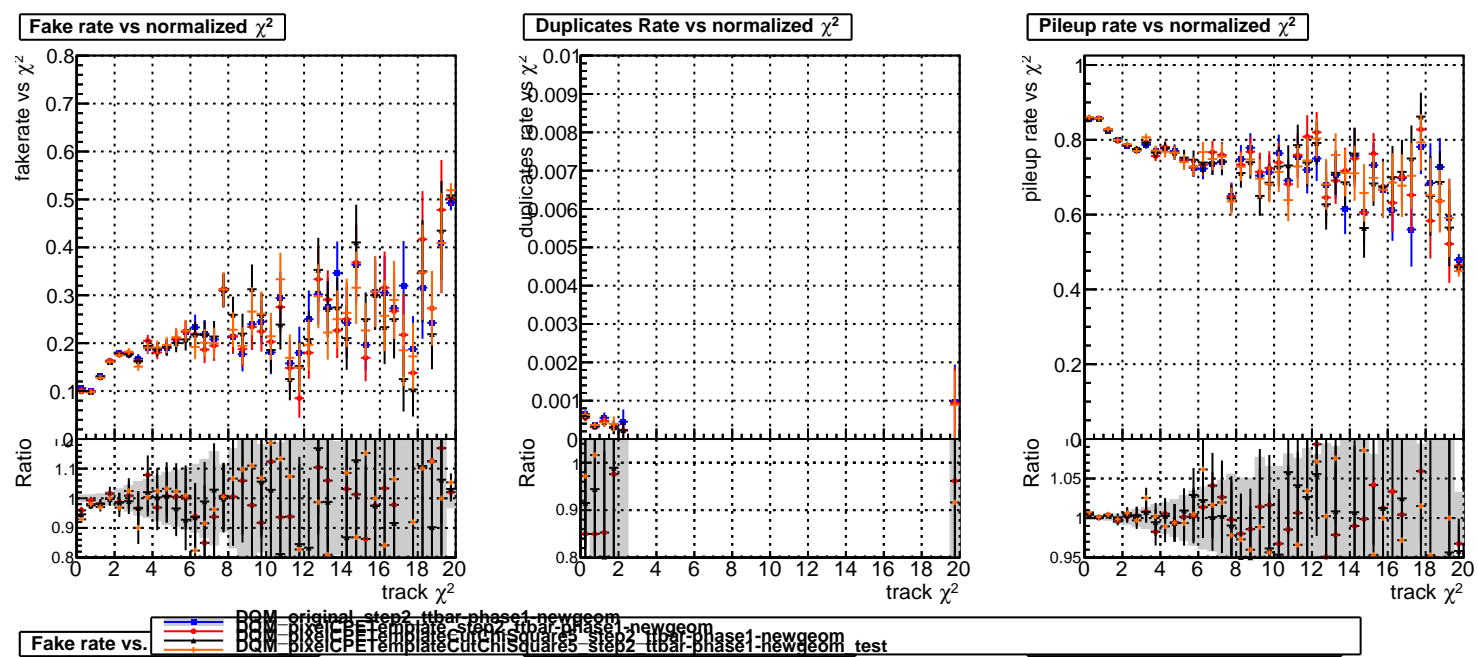 Fake rate vs normalized χ²
Duplicates Rate vs normalized χ²
Pileup rate vs normalized χ²
fakerate vs χ²
0.8
0.7
0.6
0.5
0.4
0.3
0.2
0.1
0
Ratio
1.1
1
0.9
0.8
0 2 4 6 8 10 12 14 16 18 20
track χ²
duplicates rate vs χ²
0.01
0.009
0.008
0.007
0.006
0.005
0.004
0.003
0.002
0.001
0
Ratio
1
0.9
0.8
0 2 4 6 8 10 12 14 16 18 20
track χ²
pileup rate vs χ²
1
0.8
0.6
0.4
0.2
0
Ratio
1.05
1
0.95
0 2 4 6 8 10 12 14 16 18 20
track χ²
DQM_original_step2_ttbar-phase1-newgeom
DQM_pixelCPETemplate_step2_ttbar-phase1-newgeom
DQM_pixelCPETemplateCutChiSquare5_step2_ttbar-phase1-newgeom
DQM_pixelCPETemplateCutChiSquare5_step2_ttbar-phase1-newgeom_test
Fake rate vs.